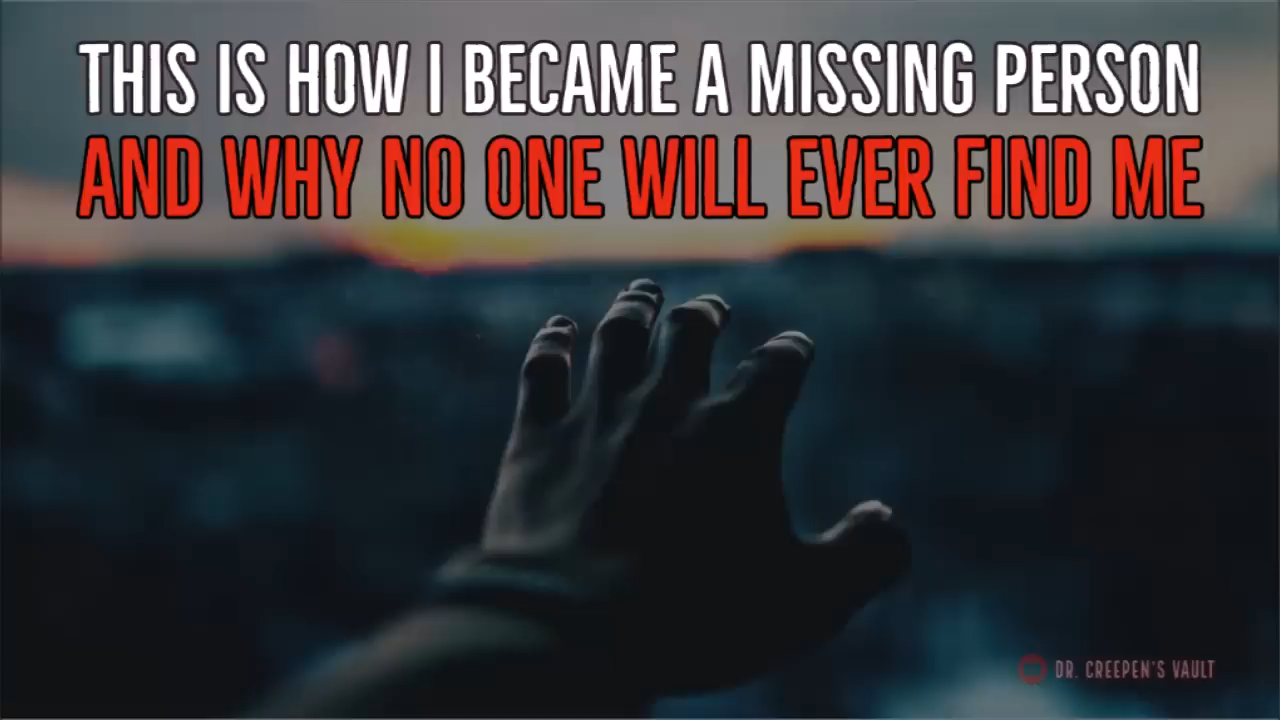 THIS IS HOW I BECAME A MISSING PERSON
AND WHY NO ONE WILL EVER FIND ME
DR. CREEPEN'S VAULT